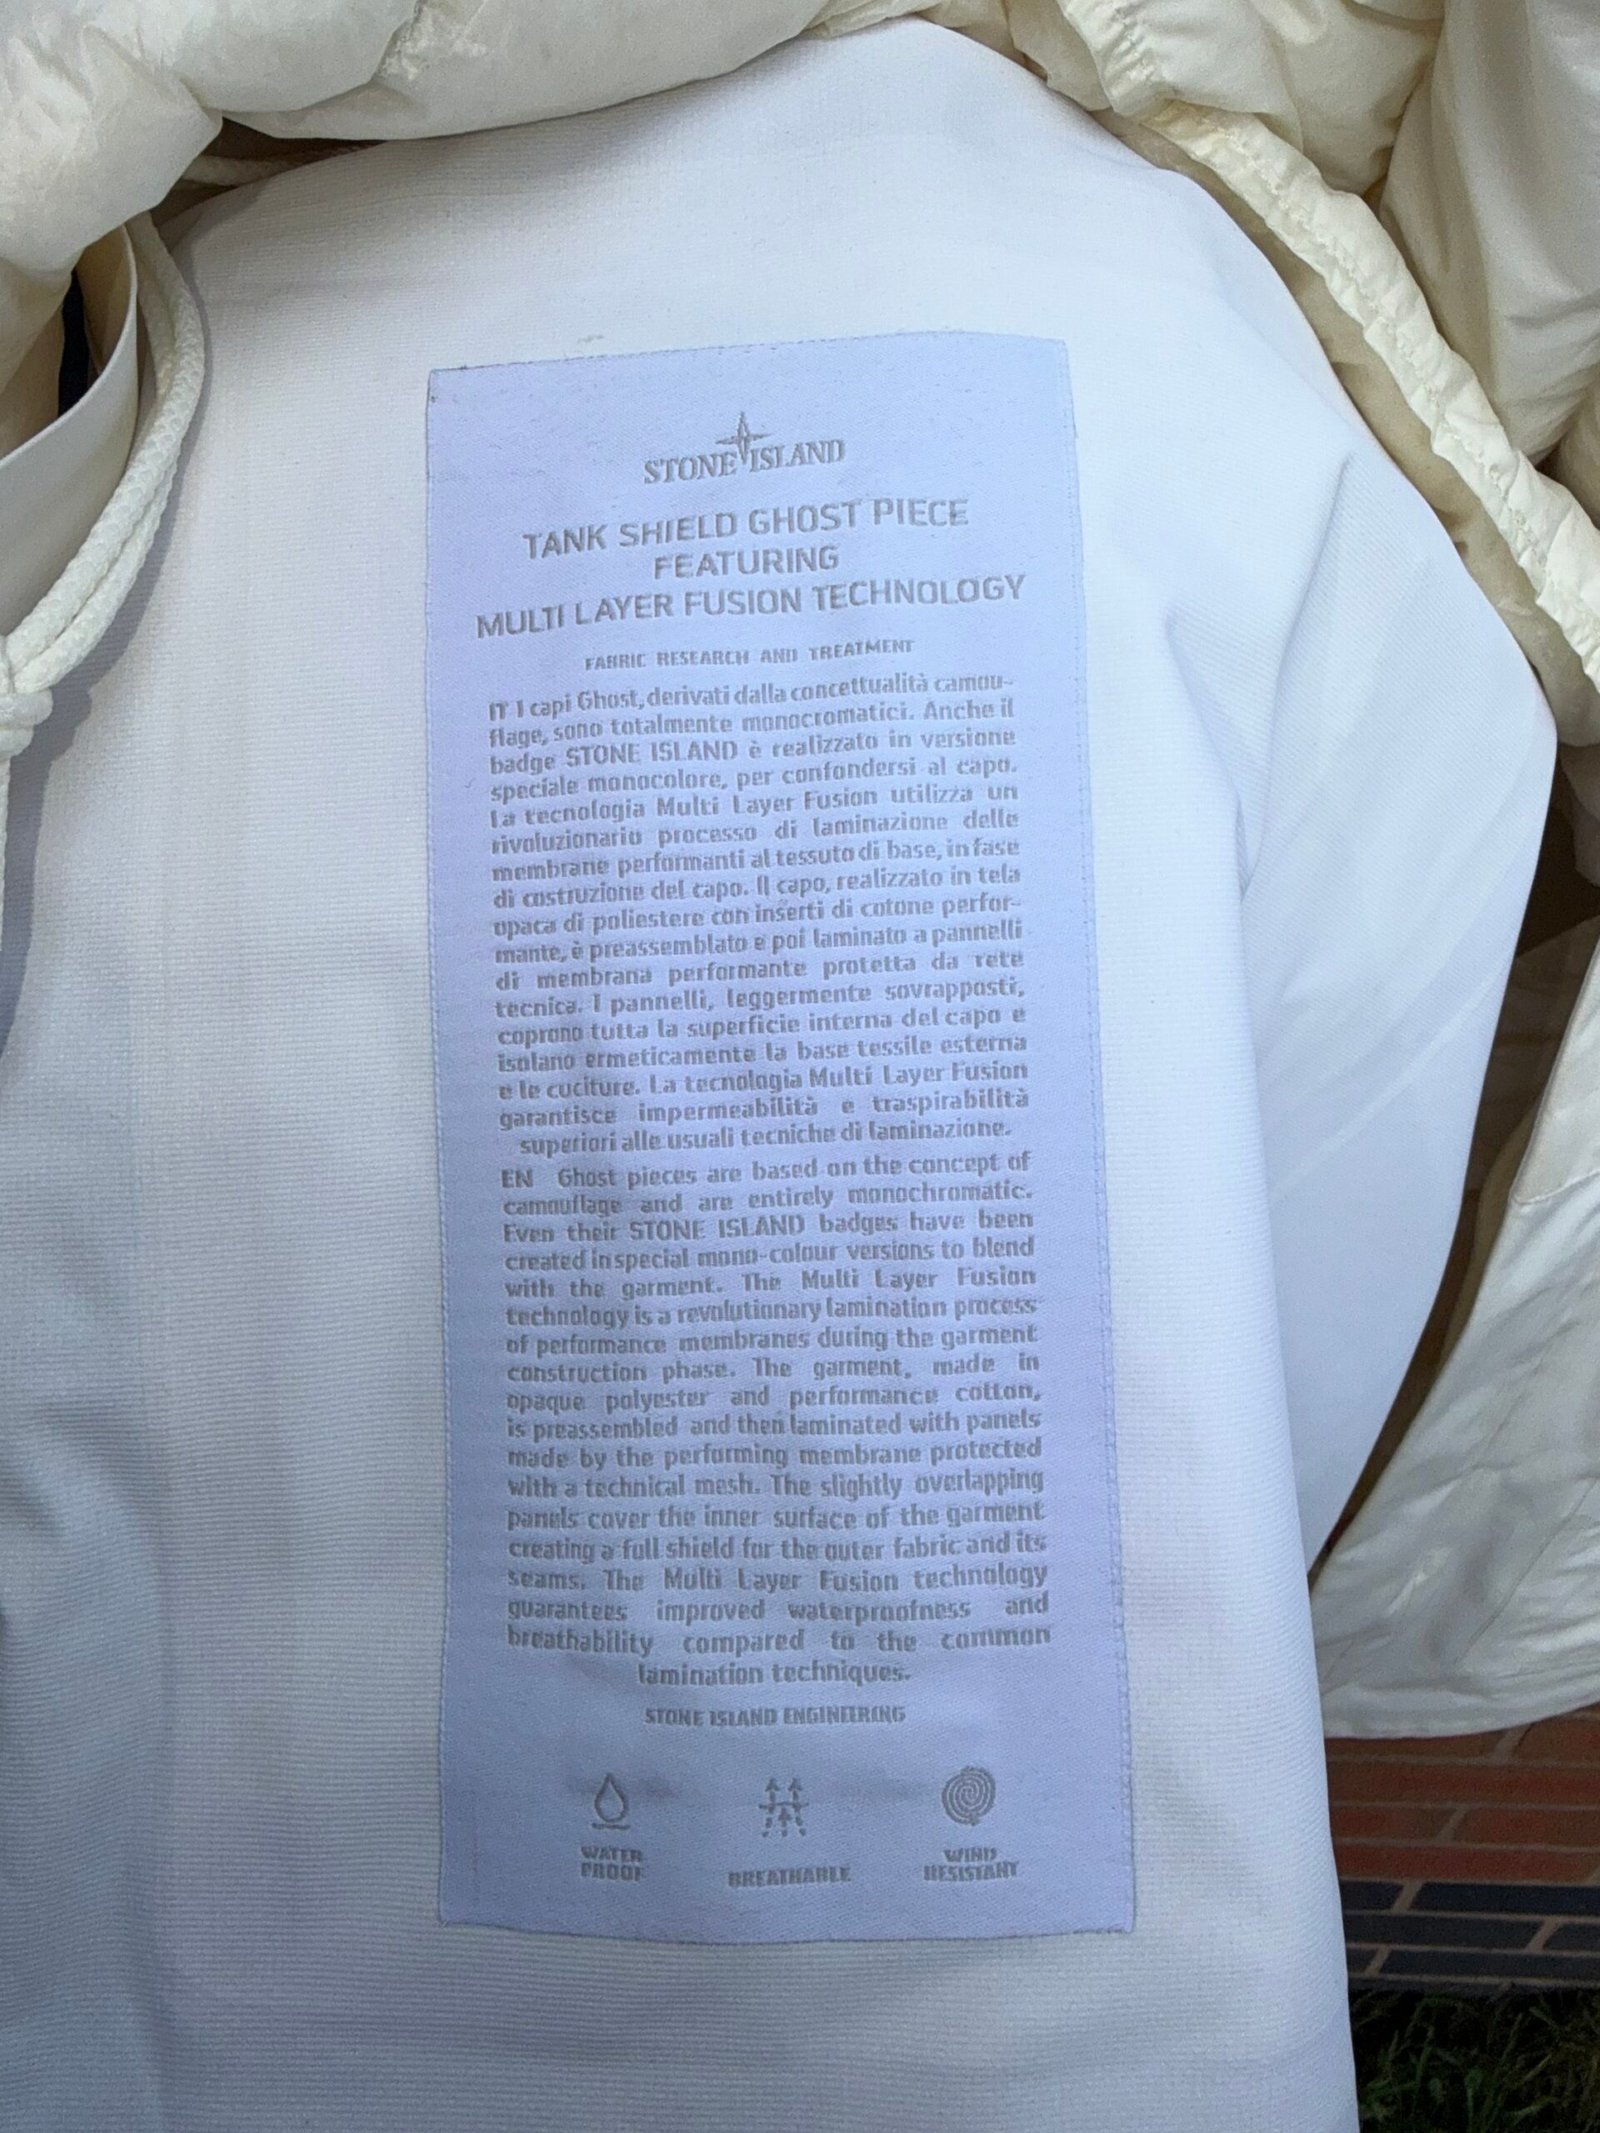 STONE ISLAND
TANK SHIELD GHOST PIECE
FEATURING
MULTI LAYER FUSION TECHNOLOGY
FABRIC RESEARCH AND TREATMENT
IT I capi Ghost, derivati dalla concettualità camou-
flage, sono totalmente monocromatici. Anche il
badge STONE ISLAND è realizzato in versione
speciale monocolore, per confondersi al capo.
La tecnologia Multi Layer Fusion utilizza un
rivoluzionario processo di laminazione delle
membrane performanti al tessuto di base, in fase
di costruzione del capo. Il capo, realizzato in tela
opaca di poliestere con inserti di cotone perfor-
mante, è preassemblato e poi laminato a pannelli
di membrana performante protetta da rete
tecnica. I pannelli, leggermente sovrapposti,
coprono tutta la superficie interna del capo e
isolano ermeticamente la base tessile esterna
e le cuciture. La tecnologia Multi Layer Fusion
garantisce impermeabilità e traspirabilità
superiori alle usuali tecniche di laminazione.
EN Ghost pieces are based on the concept of
camouflage and are entirely monochromatic.
Even their STONE ISLAND badges have been
created in special mono-colour versions to blend
with the garment. The Multi Layer Fusion
technology is a revolutionary lamination process
of performance membranes during the garment
construction phase. The garment, made in
opaque polyester and performance cotton,
is preassembled and then laminated with panels
made by the performing membrane protected
with a technical mesh. The slightly overlapping
panels cover the inner surface of the garment
creating a full shield for the outer fabric and its
seams. The Multi Layer Fusion technology
guarantees improved waterproofness and
breathability compared to the common
lamination techniques.
STONE ISLAND ENGINEERING
WATER
PROOF
BREATHABLE
WIND
RESISTANT